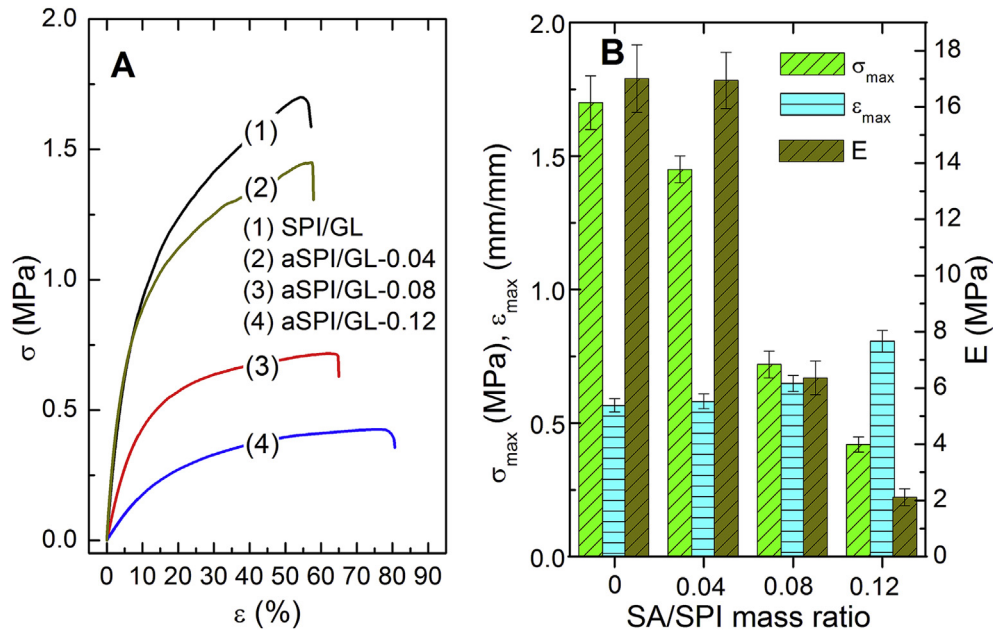 A
2.0
1.5
1.0
0.5
0.0
σ (MPa)
(1)
(2)
(1) SPI/GL
(2) aSPI/GL-0.04
(3) aSPI/GL-0.08
(4) aSPI/GL-0.12
(3)
(4)
0 10 20 30 40 50 60 70 80 90
ε (%)
B
2.0
1.5
1.0
0.5
0.0
σmax (MPa), εmax (mm/mm)
σmax
εmax
E
18
16
14
12
10
8
6
4
2
0
E (MPa)
0 0.04 0.08 0.12
SA/SPI mass ratio